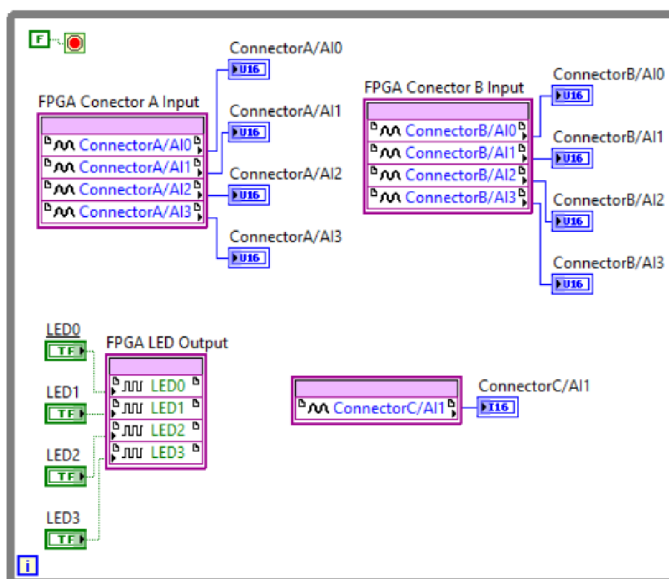 F
ConnectorA/AI0
U16
FPGA Conector A Input
ConnectorA/AI0
ConnectorA/AI1
ConnectorA/AI2
ConnectorA/AI3
ConnectorA/AI1
U16
ConnectorA/AI2
U16
ConnectorA/AI3
U16
FPGA Conector B Input
ConnectorB/AI0
ConnectorB/AI1
ConnectorB/AI2
ConnectorB/AI3
ConnectorB/AI0
U16
ConnectorB/AI1
U16
ConnectorB/AI2
U16
ConnectorB/AI3
U16
LED0
TF
LED1
TF
LED2
TF
LED3
TF
FPGA LED Output
LED0
LED1
LED2
LED3
ConnectorC/AI1
ConnectorC/AI1
I16
i